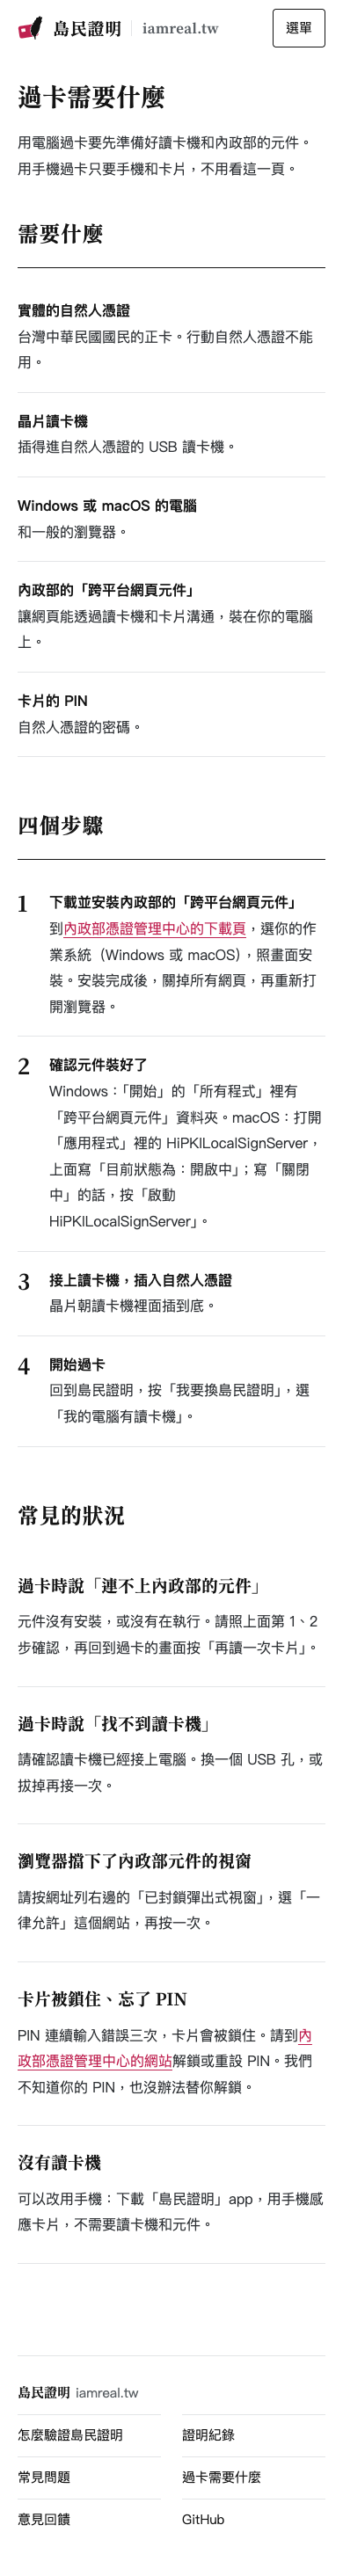 島民證明 iamreal.tw 選單
過卡需要什麼
用電腦過卡要先準備好讀卡機和內政部的元件。
用手機過卡只要手機和卡片，不用看這一頁。
需要什麼
實體的自然人憑證
台灣中華民國國民的正卡。行動自然人憑證不能
用。
晶片讀卡機
插得進自然人憑證的 USB 讀卡機。
Windows 或 macOS 的電腦
和一般的瀏覽器。
內政部的「跨平台網頁元件」
讓網頁能透過讀卡機和卡片溝通，裝在你的電腦
上。
卡片的 PIN
自然人憑證的密碼。
四個步驟
1 下載並安裝內政部的「跨平台網頁元件」
到內政部憑證管理中心的下載頁，選你的作
業系統（Windows 或 macOS），照畫面安
裝。安裝完成後，關掉所有網頁，再重新打
開瀏覽器。
2 確認元件裝好了
Windows：「開始」的「所有程式」裡有
「跨平台網頁元件」資料夾。macOS：打開
「應用程式」裡的 HiPKILocalSignServer，
上面寫「目前狀態為：開啟中」；寫「關閉
中」的話，按「啟動
HiPKILocalSignServer」。
3 接上讀卡機，插入自然人憑證
晶片朝讀卡機裡面插到底。
4 開始過卡
回到島民證明，按「我要換島民證明」，選
「我的電腦有讀卡機」。
常見的狀況
過卡時說「連不上內政部的元件」
元件沒有安裝，或沒有在執行。請照上面第 1、2
步確認，再回到過卡的畫面按「再讀一次卡片」。
過卡時說「找不到讀卡機」
請確認讀卡機已經接上電腦。換一個 USB 孔，或
拔掉再接一次。
瀏覽器擋下了內政部元件的視窗
請按網址列右邊的「已封鎖彈出式視窗」，選「一
律允許」這個網站，再按一次。
卡片被鎖住、忘了 PIN
PIN 連續輸入錯誤三次，卡片會被鎖住。請到內
政部憑證管理中心的網站解鎖或重設 PIN。我們
不知道你的 PIN，也沒辦法替你解鎖。
沒有讀卡機
可以改用手機：下載「島民證明」app，用手機感
應卡片，不需要讀卡機和元件。
島民證明 iamreal.tw
怎麼驗證島民證明 證明紀錄
常見問題 過卡需要什麼
意見回饋 GitHub